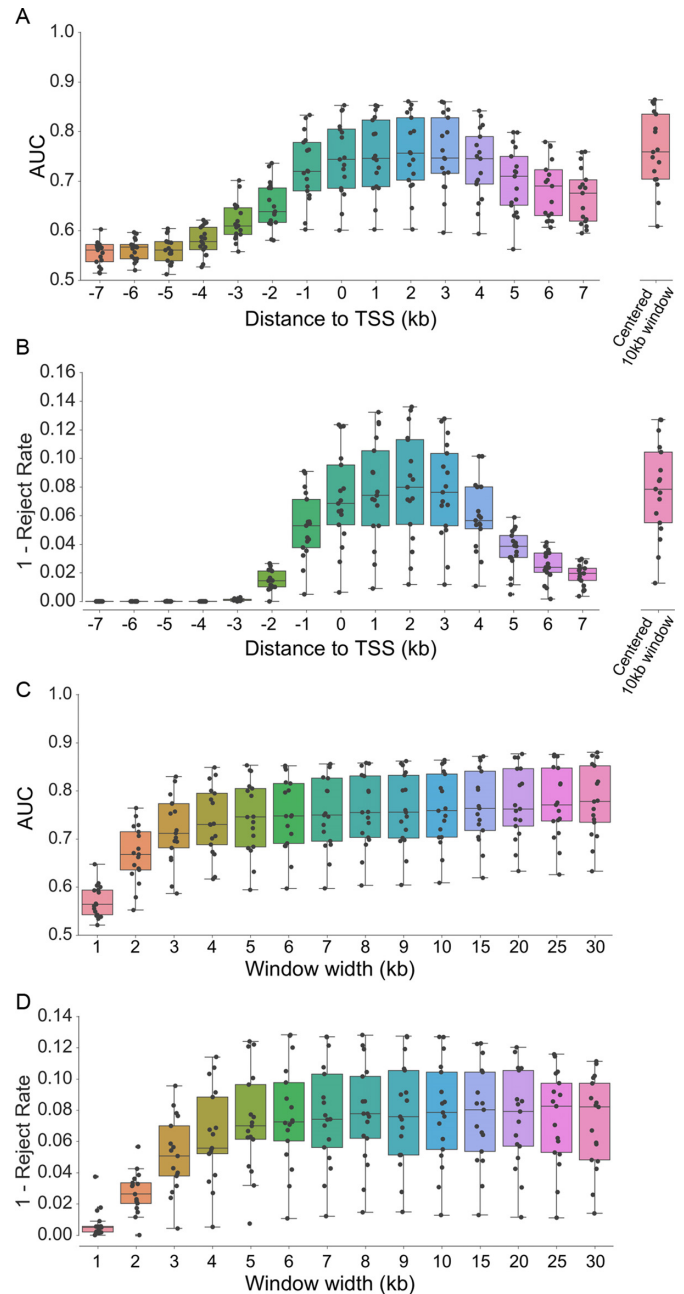 A
1.0
0.9
0.8
0.7
0.6
0.5
AUC
-7 -6 -5 -4 -3 -2 -1 0 1 2 3 4 5 6 7
Distance to TSS (kb)
Centered
10kb window
B
0.16
0.14
0.12
0.10
0.08
0.06
0.04
0.02
0.00
1 - Reject Rate
-7 -6 -5 -4 -3 -2 -1 0 1 2 3 4 5 6 7
Distance to TSS (kb)
Centered
10kb window
C
1.0
0.9
0.8
0.7
0.6
0.5
AUC
1 2 3 4 5 6 7 8 9 10 15 20 25 30
Window width (kb)
D
0.14
0.12
0.10
0.08
0.06
0.04
0.02
0.00
1 - Reject Rate
1 2 3 4 5 6 7 8 9 10 15 20 25 30
Window width (kb)